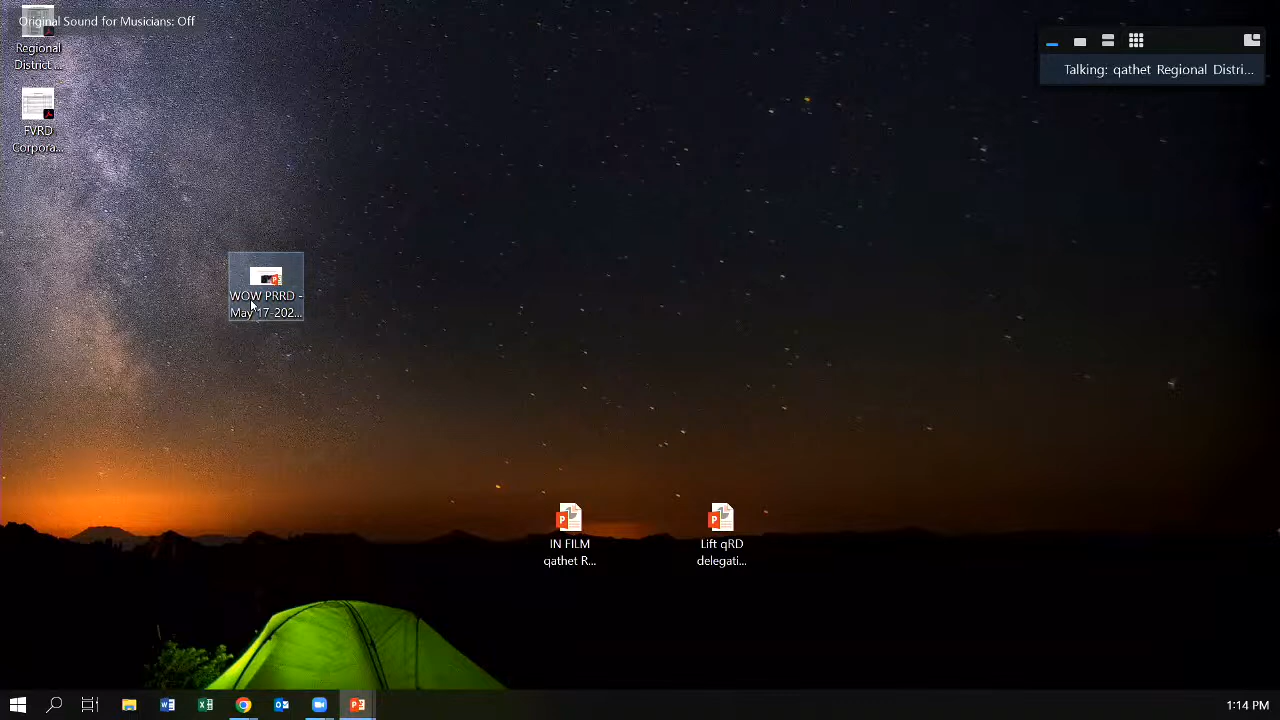 Original Sound for Musicians: Off
Regional
District...
FVRD
Corpora...
Talking: qathet Regional Distri...
WOW PRRD -
May 17-202...
IN FILM
qathet R...
Lift qRD
delegati...
1:14 PM